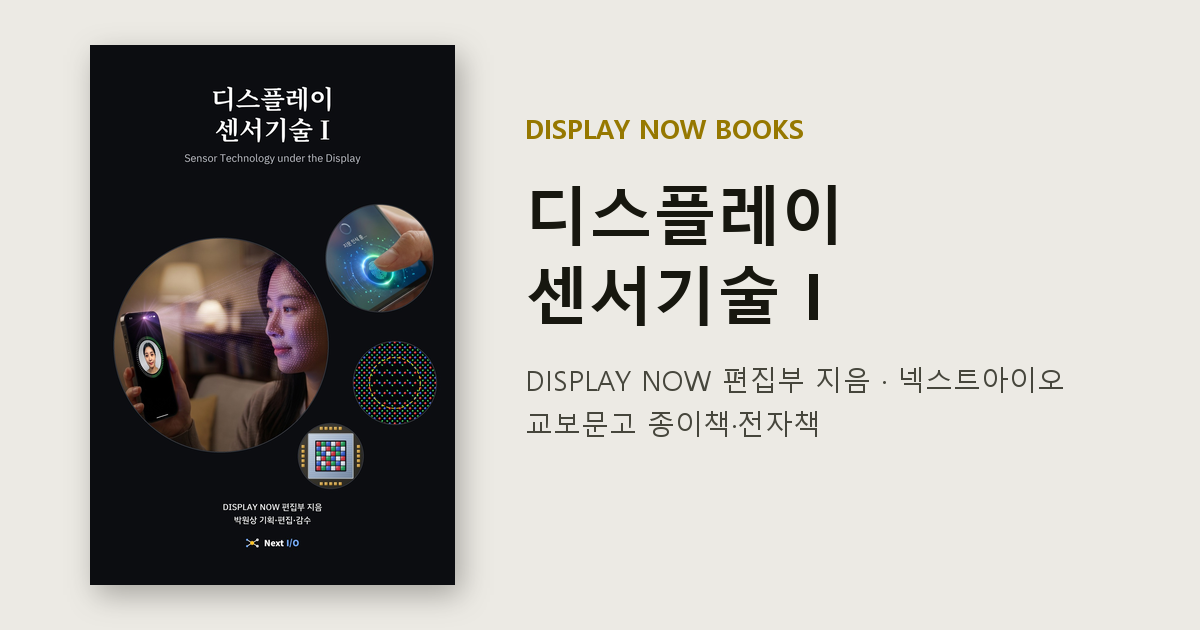 디스플레이
센서기술 I
Sensor Technology under the Display
DISPLAY NOW 편집부 지음
박원상 기획·편집·감수
Next I/O
DISPLAY NOW BOOKS
디스플레이
센서기술 I
DISPLAY NOW 편집부 지음 · 넥스트아이오
교보문고 종이책·전자책